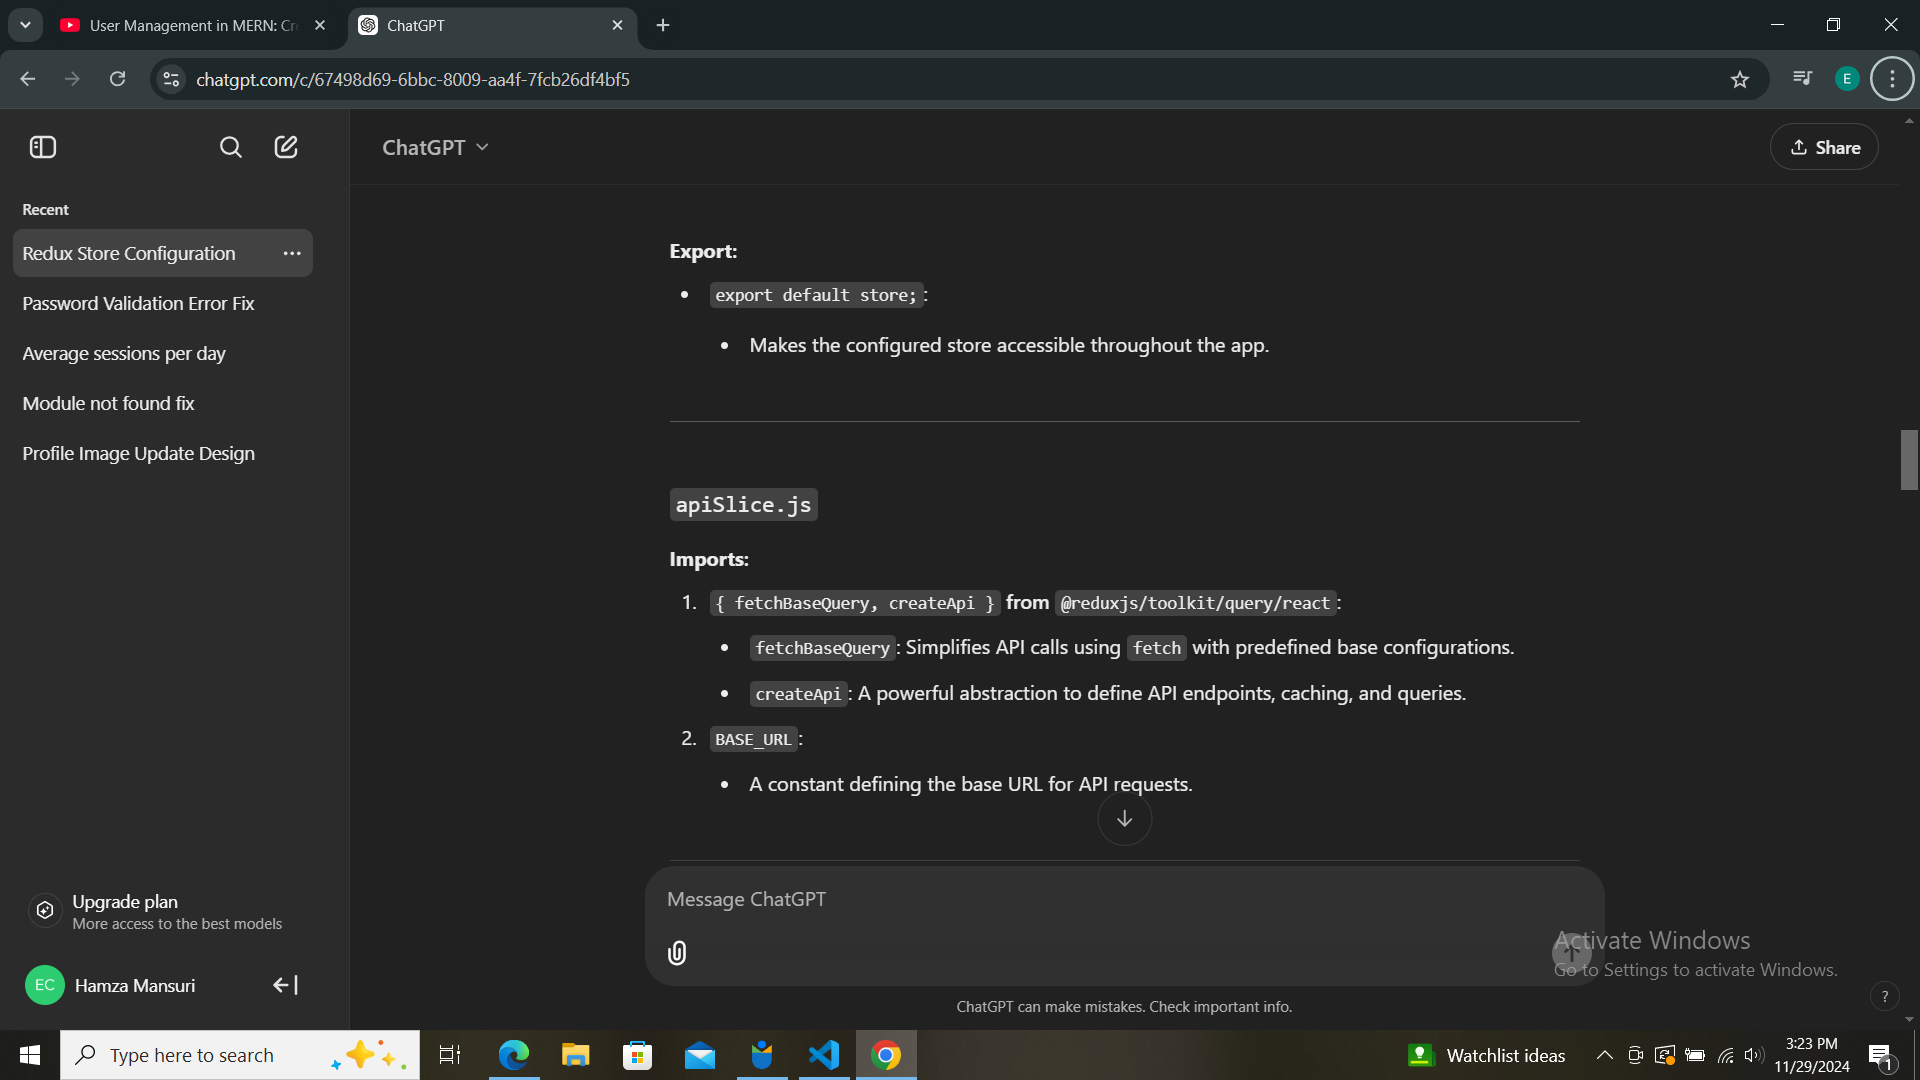 User Management in MERN: Cr
ChatGPT
chatgpt.com/c/67498d69-6bbc-8009-aa4f-7fcb26df4bf5
E
ChatGPT
Share
Recent
Redux Store Configuration
Password Validation Error Fix
Average sessions per day
Module not found fix
Profile Image Update Design
Export:
export default store;:
Makes the configured store accessible throughout the app.
apiSlice.js
Imports:
1. { fetchBaseQuery, createApi } from @reduxjs/toolkit/query/react:
fetchBaseQuery: Simplifies API calls using fetch with predefined base configurations.
createApi: A powerful abstraction to define API endpoints, caching, and queries.
2. BASE_URL:
A constant defining the base URL for API requests.
Upgrade plan
More access to the best models
EC Hamza Mansuri
Message ChatGPT
Activate Windows
Go to Settings to activate Windows.
ChatGPT can make mistakes. Check important info.
?
Type here to search
Watchlist ideas
3:23 PM
11/29/2024
1